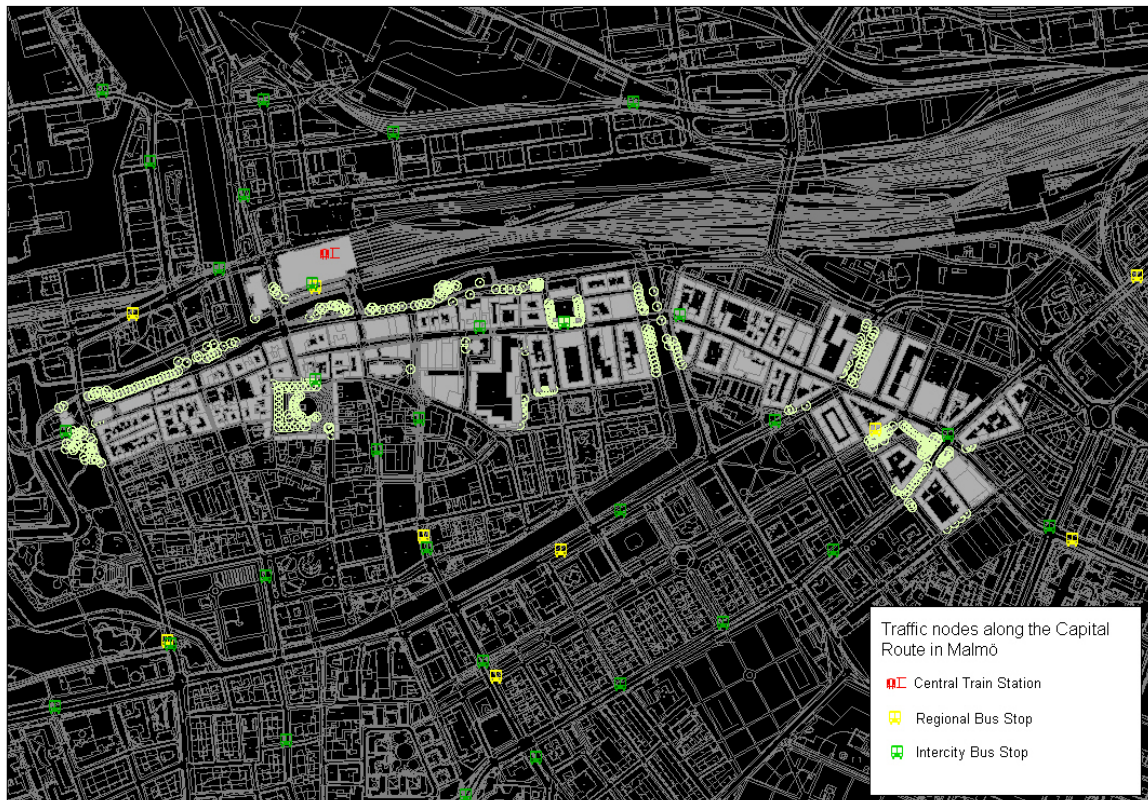 Traffic nodes along the Capital
Route in Malmö
Central Train Station
Regional Bus Stop
Intercity Bus Stop